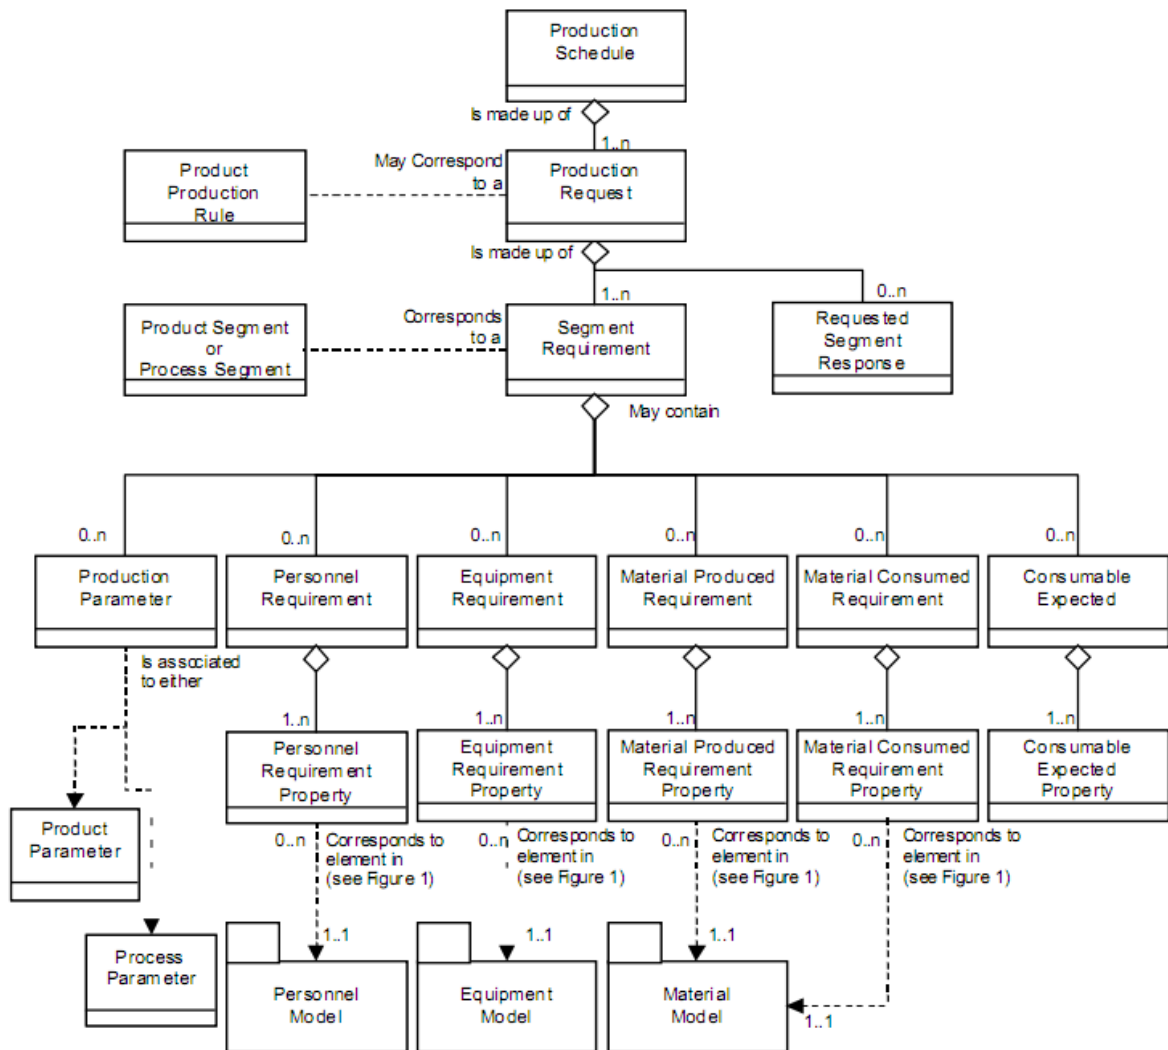 Production
Schedule
Is made up of
1..n
Product
Production
Rule
May Correspond
to a
Production
Request
Is made up of
1..n
0..n
Product Segment
or
Process Segment
Corresponds
to a
Segment
Requirement
Requested
Segment
Response
May contain
0..n
0..n
0..n
0..n
0..n
0..n
Production
Parameter
Personnel
Requirement
Equipment
Requirement
Material Produced
Requirement
Material Consumed
Requirement
Consumable
Expected
Is associated
to either
1..n
1..n
1..n
1..n
1..n
Personnel
Requirement
Property
Equipment
Requirement
Property
Material Produced
Requirement
Property
Material Consumed
Requirement
Property
Consumable
Expected
Property
Product
Parameter
0..n
Corresponds to
element in
(see Figure 1)
0..n
Corresponds to
element in
(see Figure 1)
0..n
Corresponds to
element in
(see Figure 1)
0..n
Corresponds to
element in
(see Figure 1)
Process
Parameter
1..1
1..1
1..1
1..1
Personnel
Model
Equipment
Model
Material
Model